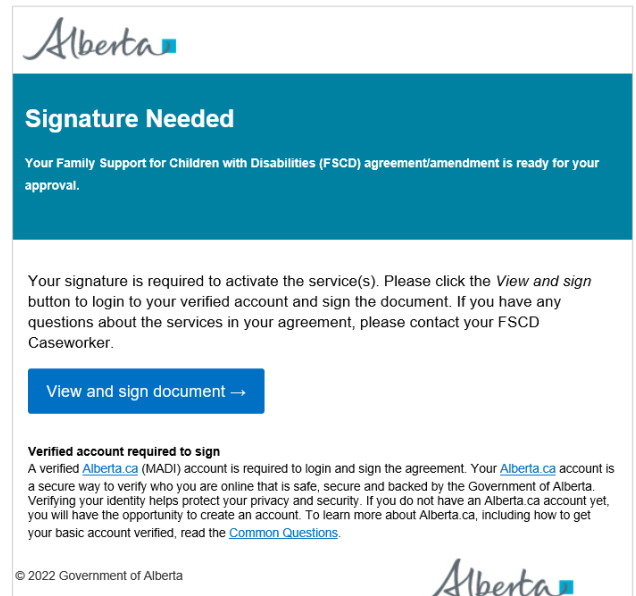 Alberta
Signature Needed
Your Family Support for Children with Disabilities (FSCD) agreement/amendment is ready for your
approval.
Your signature is required to activate the service(s). Please click the View and sign
button to login to your verified account and sign the document. If you have any
questions about the services in your agreement, please contact your FSCD
Caseworker.
View and sign document →
Verified account required to sign
A verified Alberta.ca (MADI) account is required to login and sign the agreement. Your Alberta.ca account is
a secure way to verify who you are online that is safe, secure and backed by the Government of Alberta.
Verifying your identity helps protect your privacy and security. If you do not have an Alberta.ca account yet,
you will have the opportunity to create an account. To learn more about Alberta.ca, including how to get
your basic account verified, read the Common Questions.
© 2022 Government of Alberta
Alberta